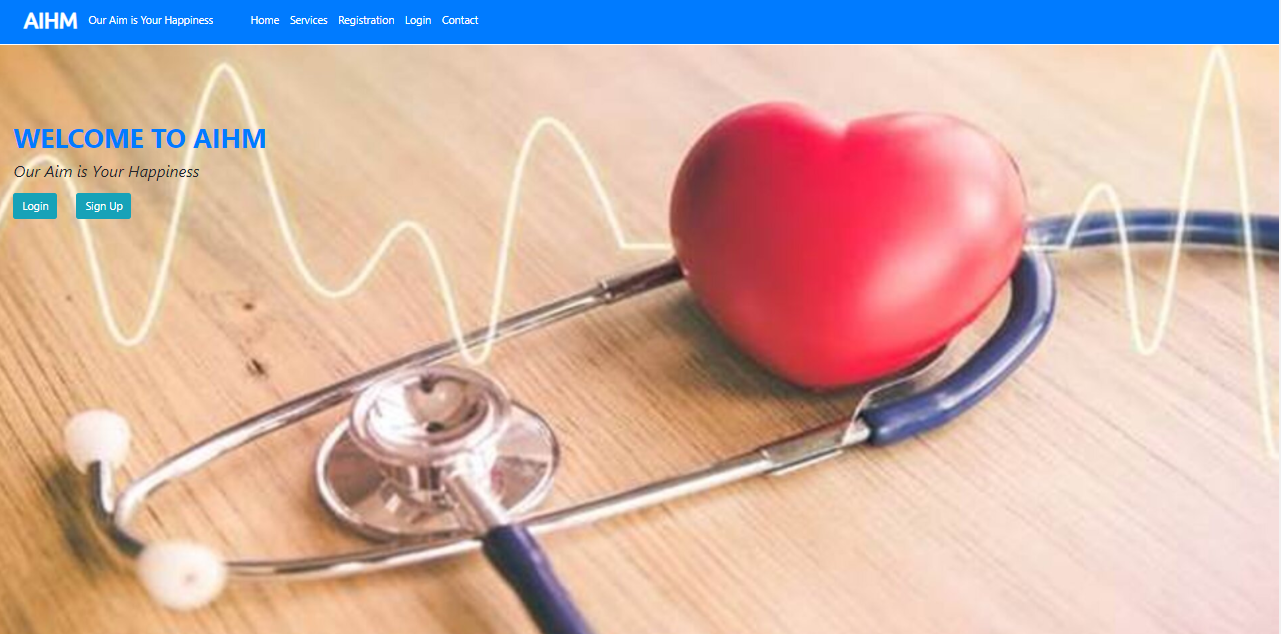 AIHM Our Aim is Your Happiness Home Services Registration Login Contact
WELCOME TO AIHM
Our Aim is Your Happiness
Login Sign Up